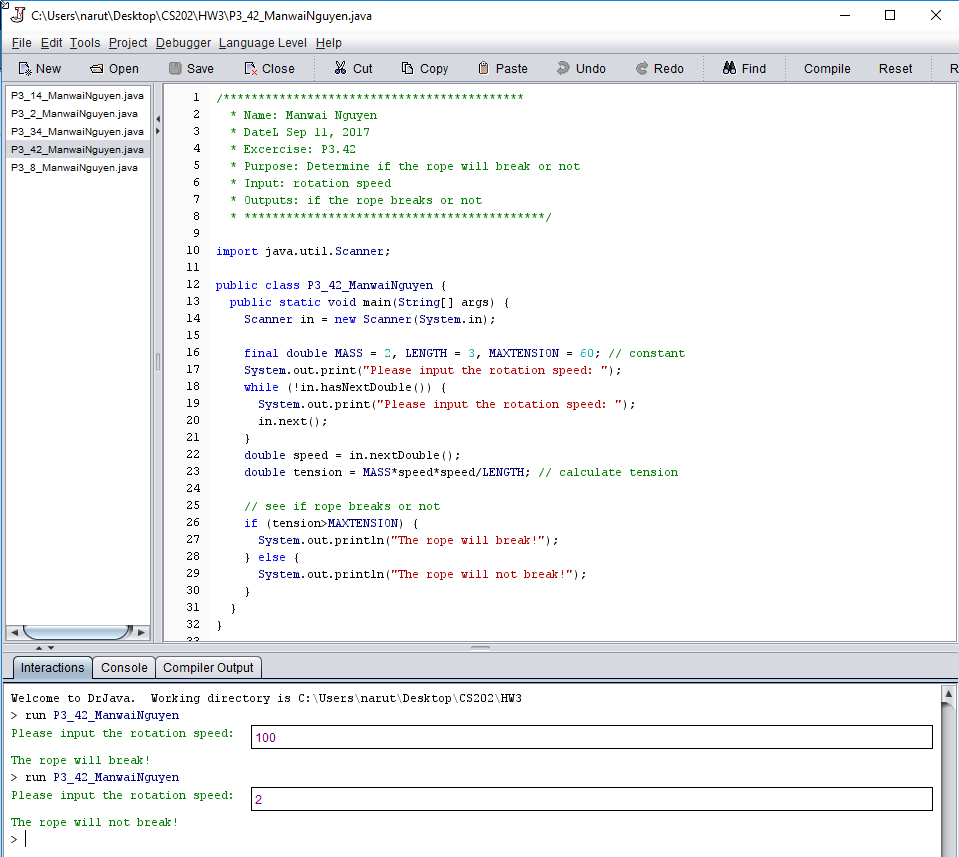 C:\Users\narut\Desktop\CS202\HW3\P3_42_ManwaiNguyen.java
File Edit Tools Project Debugger Language Level Help
New Open Save Close Cut Copy Paste Undo Redo Find Compile Reset R
P3_14_ManwaiNguyen.java
P3_2_ManwaiNguyen.java
P3_34_ManwaiNguyen.java
P3_42_ManwaiNguyen.java
P3_8_ManwaiNguyen.java
1 /*******************************************
2   * Name: Manwai Nguyen
3   * DateL Sep 11, 2017
4   * Excercise: P3.42
5   * Purpose: Determine if the rope will break or not
6   * Input: rotation speed
7   * Outputs: if the rope breaks or not
8   * *******************************************/
9
10 import java.util.Scanner;
11
12 public class P3_42_ManwaiNguyen {
13   public static void main(String[] args) {
14     Scanner in = new Scanner(System.in);
15
16     final double MASS = 2, LENGTH = 3, MAXTENSION = 60; // constant
17     System.out.print("Please input the rotation speed: ");
18     while (!in.hasNextDouble()) {
19       System.out.print("Please input the rotation speed: ");
20       in.next();
21     }
22     double speed = in.nextDouble();
23     double tension = MASS*speed*speed/LENGTH; // calculate tension
24
25     // see if rope breaks or not
26     if (tension>MAXTENSION) {
27       System.out.println("The rope will break!");
28     } else {
29       System.out.println("The rope will not break!");
30     }
31   }
32 }
33
Interactions Console Compiler Output
Welcome to DrJava.  Working directory is C:\Users\narut\Desktop\CS202\HW3
> run P3_42_ManwaiNguyen
Please input the rotation speed: 100
The rope will break!
> run P3_42_ManwaiNguyen
Please input the rotation speed: 2
The rope will not break!
>